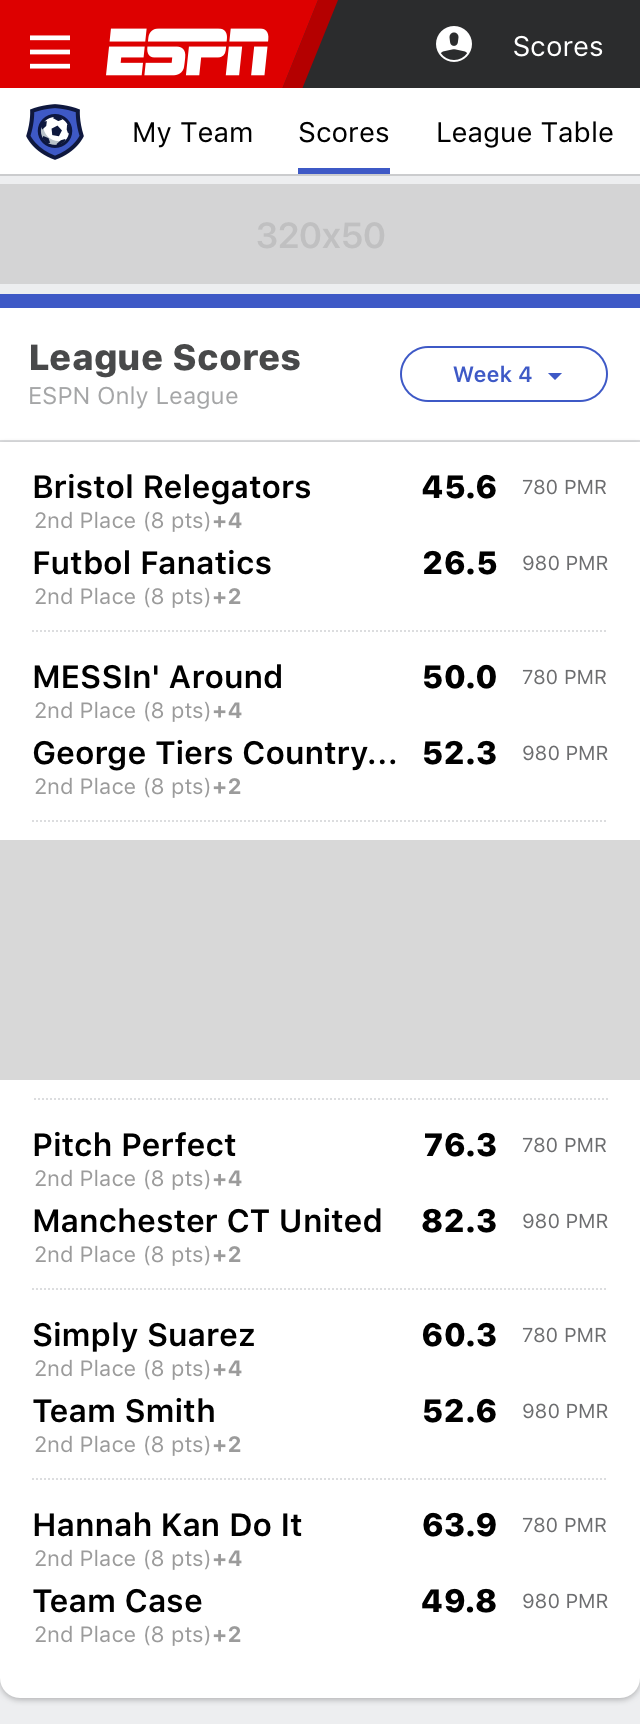 ESPN Scores
My Team Scores League Table
320x50
League Scores
ESPN Only League
Week 4
Bristol Relegators 45.6 780 PMR
2nd Place (8 pts)+4
Futbol Fanatics 26.5 980 PMR
2nd Place (8 pts)+2
MESSIn' Around 50.0 780 PMR
2nd Place (8 pts)+4
George Tiers Country... 52.3 980 PMR
2nd Place (8 pts)+2
Pitch Perfect 76.3 780 PMR
2nd Place (8 pts)+4
Manchester CT United 82.3 980 PMR
2nd Place (8 pts)+2
Simply Suarez 60.3 780 PMR
2nd Place (8 pts)+4
Team Smith 52.6 980 PMR
2nd Place (8 pts)+2
Hannah Kan Do It 63.9 780 PMR
2nd Place (8 pts)+4
Team Case 49.8 980 PMR
2nd Place (8 pts)+2